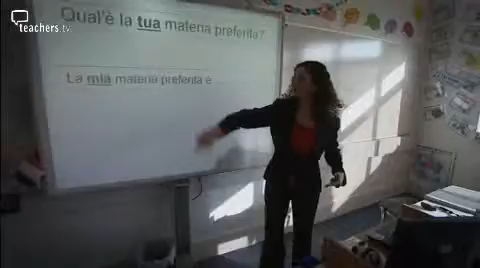 teachers.tv
Qual'è la tua materia preferita?
La mia materia preferita è